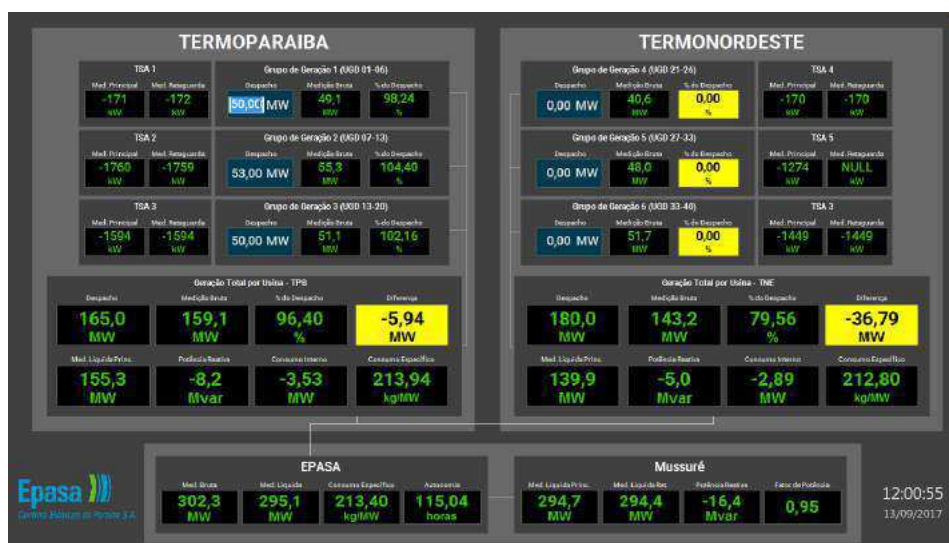 TERMOPARAIBA
TSA 1
Med. Principal Med. Retaguarda
-171 kW -172 kW
Grupo de Geração 1 (UGD 01-06)
Despacho Medição Bruta % do Despacho
50,00 MW 49,1 MW 98,24 %
TSA 2
Med. Principal Med. Retaguarda
-1760 kW -1759 kW
Grupo de Geração 2 (UGD 07-13)
Despacho Medição Bruta % do Despacho
53,00 MW 55,3 MW 104,40 %
TSA 3
Med. Principal Med. Retaguarda
-1594 kW -1594 kW
Grupo de Geração 3 (UGD 13-20)
Despacho Medição Bruta % do Despacho
50,00 MW 51,1 MW 102,16 %
Geração Total por Usina - TPB
Despacho Medição Bruta % do Despacho Diferença
165,0 MW 159,1 MW 96,40 % -5,94 MW
Med. Liquida Princ. Potência Reativa Consumo Interno Consumo Específico
155,3 MW -8,2 Mvar -3,53 MW 213,94 kg/MW
TERMONORDESTE
Grupo de Geração 4 (UGD 21-26)
Despacho Medição Bruta % do Despacho
0,00 MW 40,6 MW 0,00 %
TSA 4
Med. Principal Med. Retaguarda
-170 kW -170 kW
Grupo de Geração 5 (UGD 27-33)
Despacho Medição Bruta % do Despacho
0,00 MW 48,0 MW 0,00 %
TSA 5
Med. Principal Med. Retaguarda
-1274 kW NULL kW
Grupo de Geração 6 (UGD 33-40)
Despacho Medição Bruta % do Despacho
0,00 MW 51,7 MW 0,00 %
TSA 3
Med. Principal Med. Retaguarda
-1449 kW -1449 kW
Geração Total por Usina - TNE
Despacho Medição Bruta % do Despacho Diferença
180,0 MW 143,2 MW 79,56 % -36,79 MW
Med. Liquida Princ. Potência Reativa Consumo Interno Consumo Específico
139,9 MW -5,0 Mvar -2,89 MW 212,80 kg/MW
EPASA
Med. Bruta Med. Liquida Consumo Específico Autonomia
302,3 MW 295,1 MW 213,40 kg/MW 115,04 horas
Mussuré
Med. Liquida Princ. Med. Liquida Ret. Potência Reativa Fator de Potência
294,7 MW 294,4 MW -16,4 Mvar 0,95
Epasa
Centrais Elétricas da Paraíba S.A.
12:00:55
13/09/2017